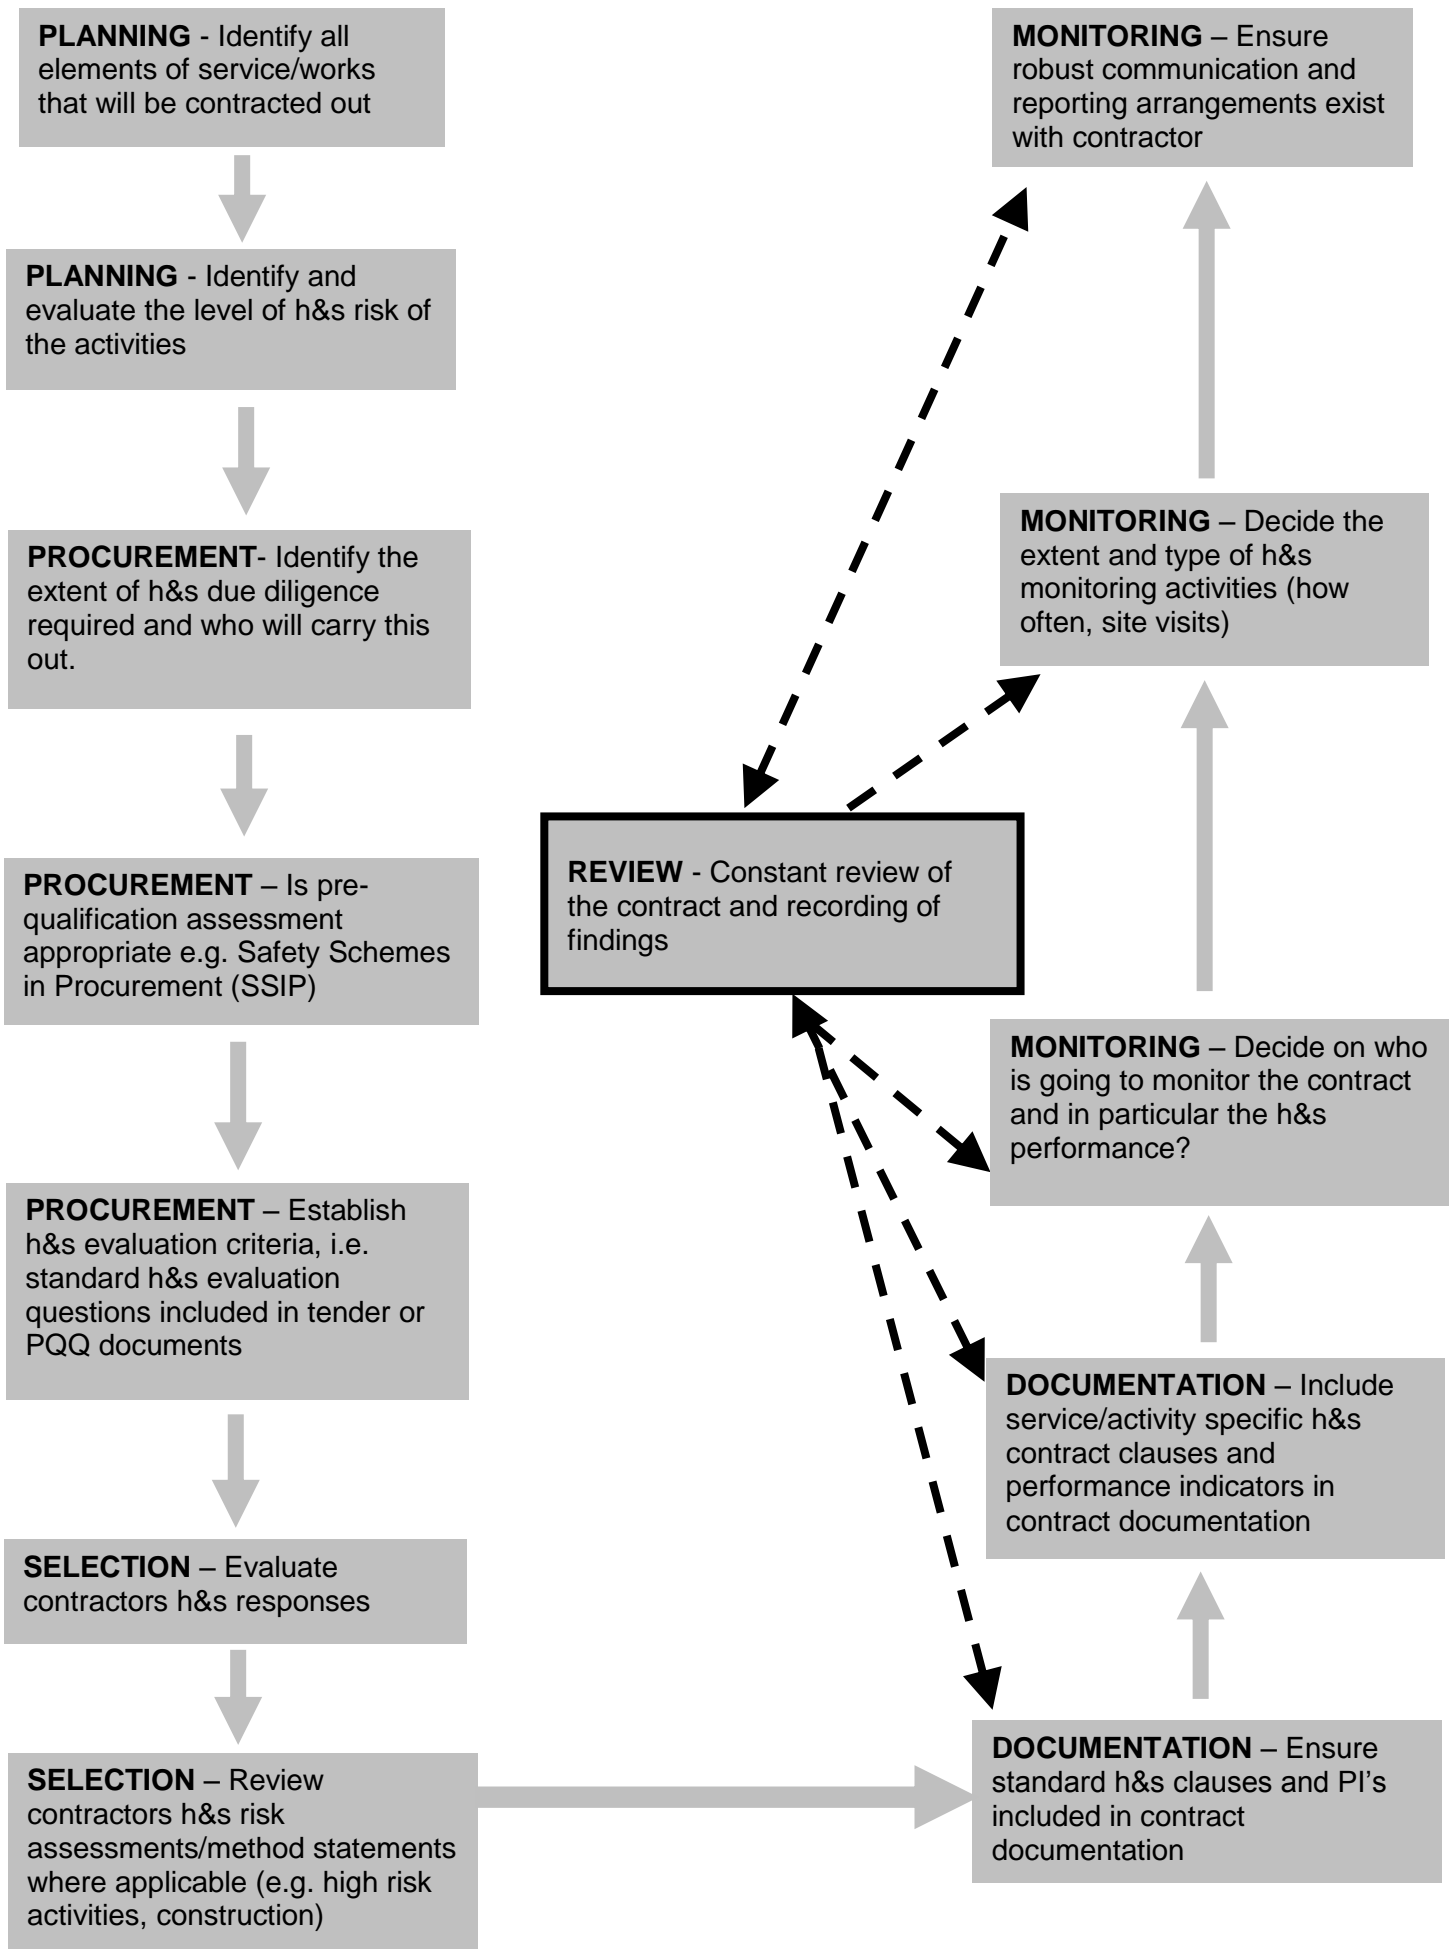 PLANNING - Identify all
elements of service/works
that will be contracted out
PLANNING - Identify and
evaluate the level of h&s risk of
the activities
PROCUREMENT- Identify the
extent of h&s due diligence
required and who will carry this
out.
PROCUREMENT – Is pre-
qualification assessment
appropriate e.g. Safety Schemes
in Procurement (SSIP)
PROCUREMENT – Establish
h&s evaluation criteria, i.e.
standard h&s evaluation
questions included in tender or
PQQ documents
SELECTION – Evaluate
contractors h&s responses
SELECTION – Review
contractors h&s risk
assessments/method statements
where applicable (e.g. high risk
activities, construction)
DOCUMENTATION – Ensure
standard h&s clauses and PI’s
included in contract
documentation
DOCUMENTATION – Include
service/activity specific h&s
contract clauses and
performance indicators in
contract documentation
MONITORING – Decide on who
is going to monitor the contract
and in particular the h&s
performance?
MONITORING – Decide the
extent and type of h&s
monitoring activities (how
often, site visits)
MONITORING – Ensure
robust communication and
reporting arrangements exist
with contractor
REVIEW - Constant review of
the contract and recording of
findings